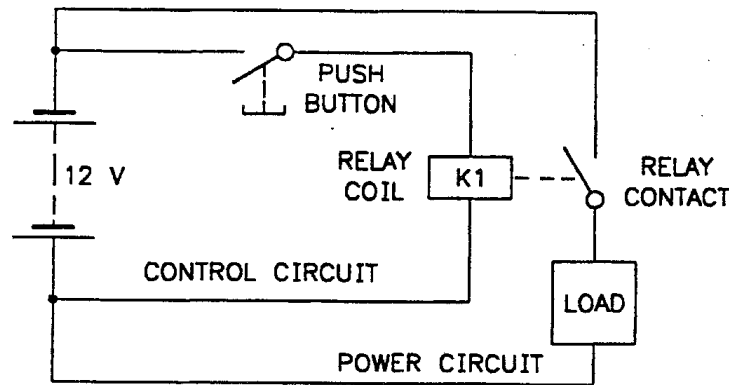 PUSH
BUTTON
12 V
RELAY
COIL
K1
RELAY
CONTACT
CONTROL CIRCUIT
LOAD
POWER CIRCUIT